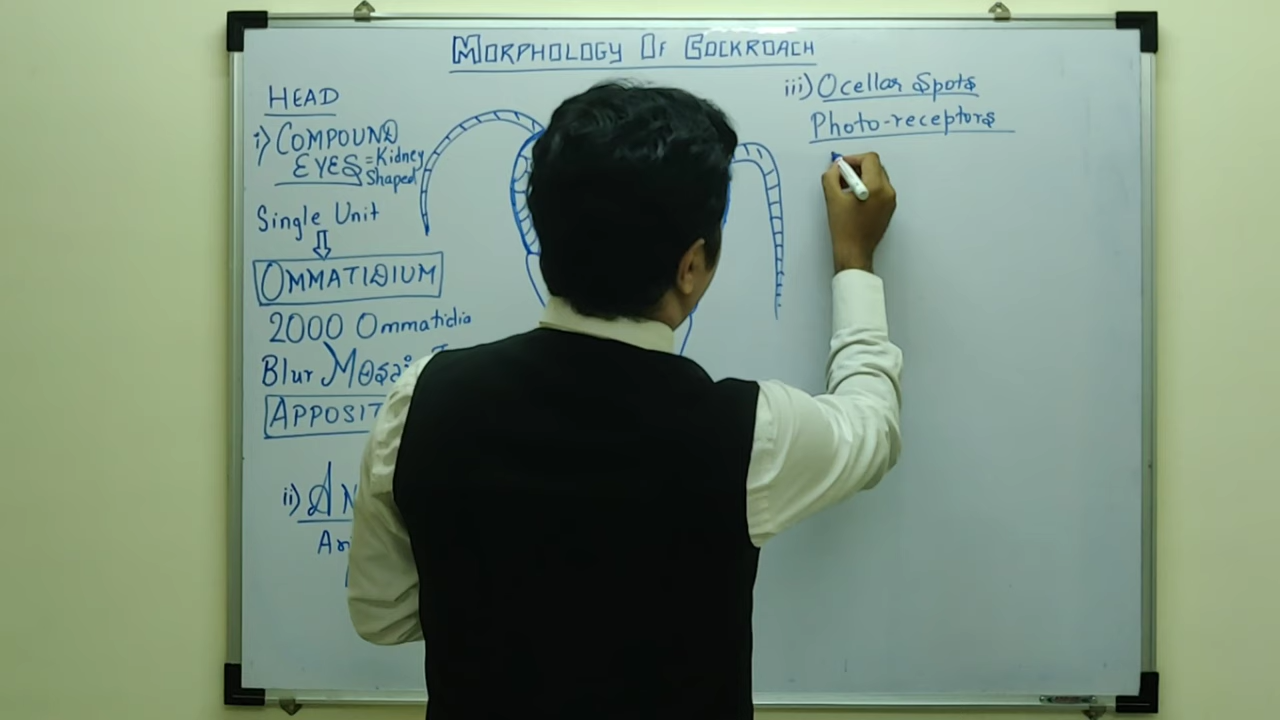 MORPHOLOGY OF COCKROACH
HEAD
i) COMPOUND
EYES = Kidney
Shaped
Single Unit
OMMATIDIUM
2000 Ommatidia
Blur
ii)
iii) Ocellar Spots
Photo-receptors